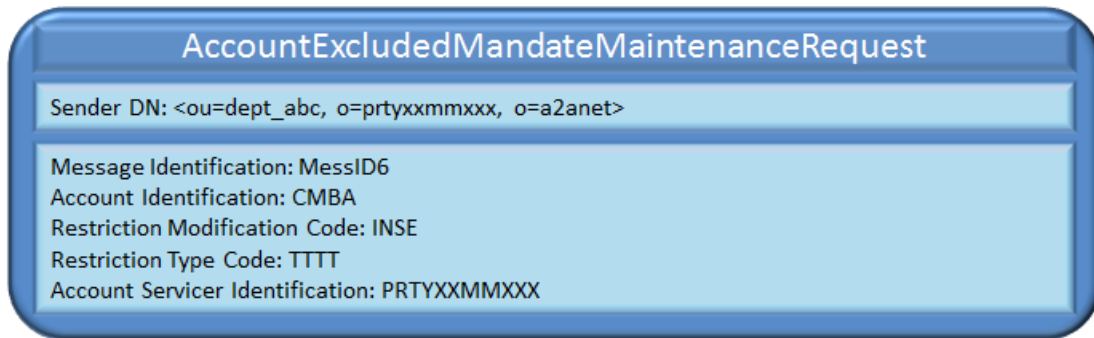 AccountExcludedMandateMaintenanceRequest
Sender DN: <ou=dept_abc, o=prtyxxmmxxx, o=a2anet>
Message Identification: MessID6
Account Identification: CMBA
Restriction Modification Code: INSE
Restriction Type Code: TTTT
Account Servicer Identification: PRTYXXMMXXX